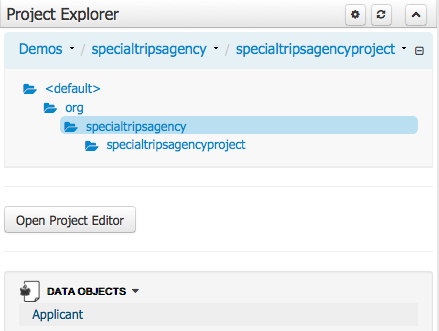 Project Explorer
Demos / specialtripsagency / specialtripsagencyproject
<default>
org
specialtripsagency
specialtripsagencyproject
Open Project Editor
DATA OBJECTS
Applicant